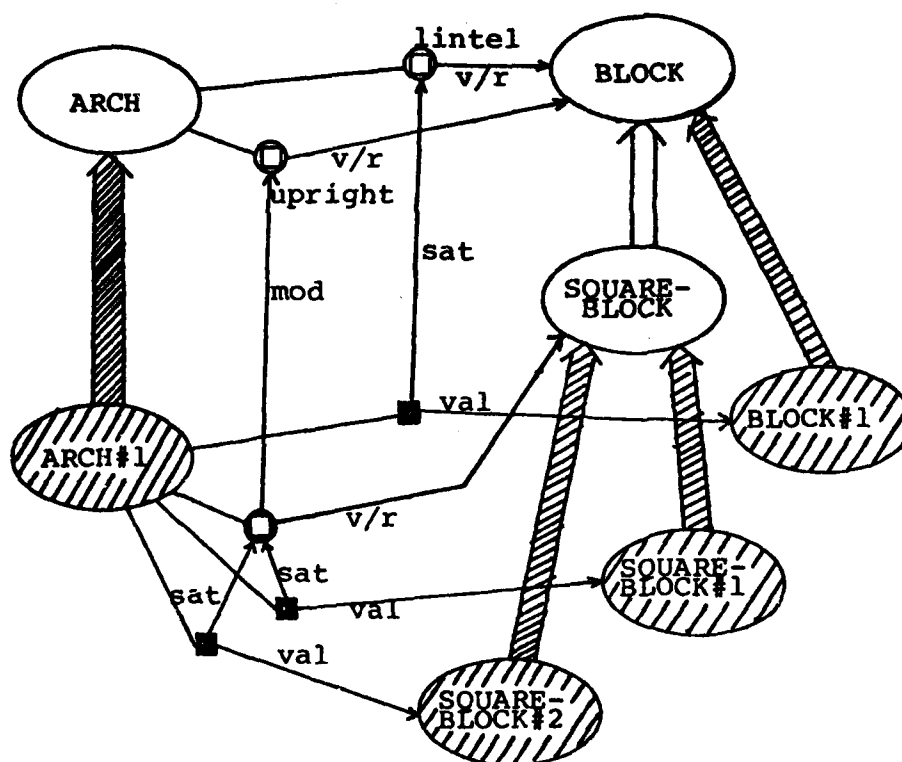 lintel
v/r
BLOCK
ARCH
v/r
upright
sat
mod
SQUARE-
BLOCK
val
BLOCK#1
ARCH#1
v/r
sat
SQUARE-
BLOCK#1
sat
val
val
SQUARE-
BLOCK#2